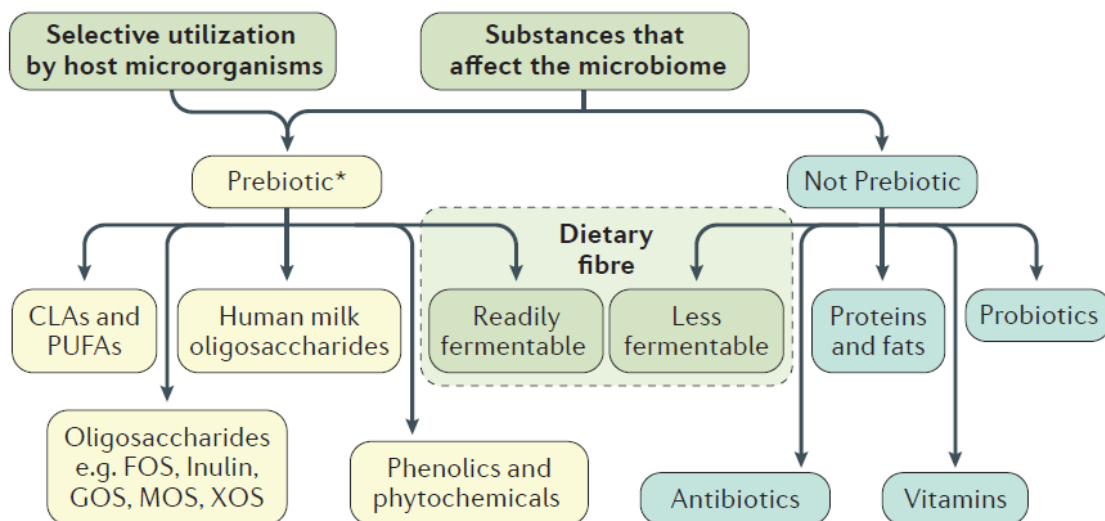 Selective utilization
by host microorganisms
Substances that
affect the microbiome
Prebiotic*
Not Prebiotic
Dietary
fibre
CLAs and
PUFAs
Human milk
oligosaccharides
Readily
fermentable
Less
fermentable
Proteins
and fats
Probiotics
Oligosaccharides
e.g. FOS, Inulin,
GOS, MOS, XOS
Phenolics and
phytochemicals
Antibiotics
Vitamins